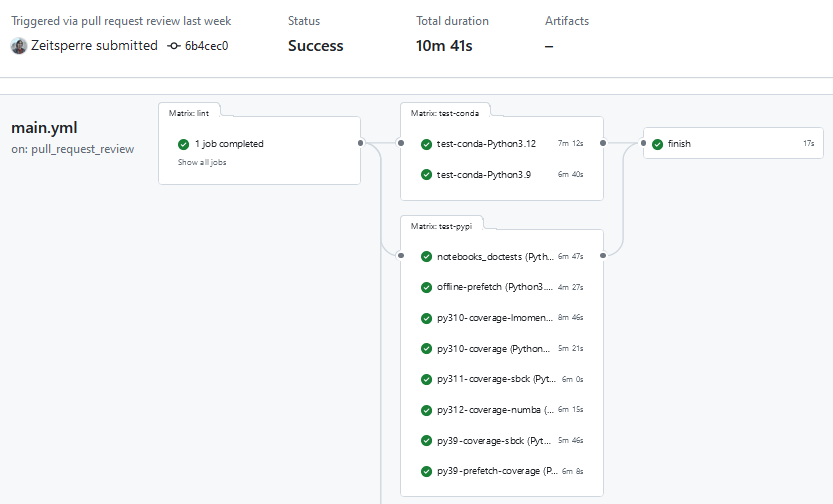 Triggered via pull request review last week
Zeitsperre submitted 6b4cec0
Status
Success
Total duration
10m 41s
Artifacts
–
main.yml
on: pull_request_review
Matrix: lint
1 job completed
Show all jobs
Matrix: test-conda
test-conda-Python3.12 7m 12s
test-conda-Python3.9 6m 40s
finish 17s
Matrix: test-pypi
notebooks_doctests (Pyth... 6m 47s
offline-prefetch (Python3.... 4m 27s
py310-coverage-lmomen... 8m 46s
py310-coverage (Python... 5m 21s
py311-coverage-sbck (Pyt... 6m 0s
py312-coverage-numba (... 6m 15s
py39-coverage-sbck (Pyt... 5m 46s
py39-prefetch-coverage (P... 6m 8s